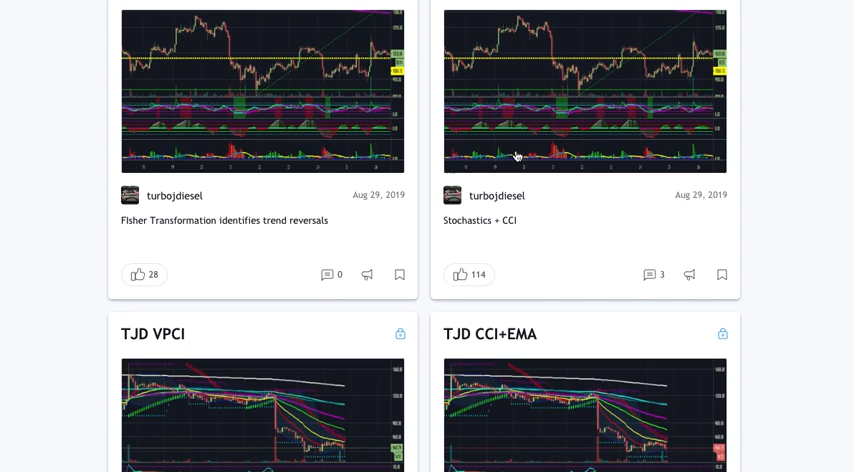 turbojdiesel
Aug 29, 2019
FIsher Transformation identifies trend reversals
28
0
turbojdiesel
Aug 29, 2019
Stochastics + CCI
114
3
TJD VPCI
TJD CCI+EMA